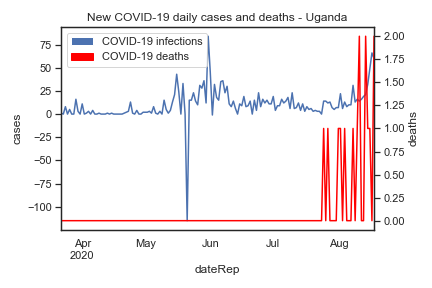 New COVID-19 daily cases and deaths - Uganda
COVID-19 infections
COVID-19 deaths
75
50
25
0
−25
−50
−75
−100
cases
2.00
1.75
1.50
1.25
1.00
0.75
0.50
0.25
0.00
deaths
Apr May Jun Jul Aug
2020
dateRep